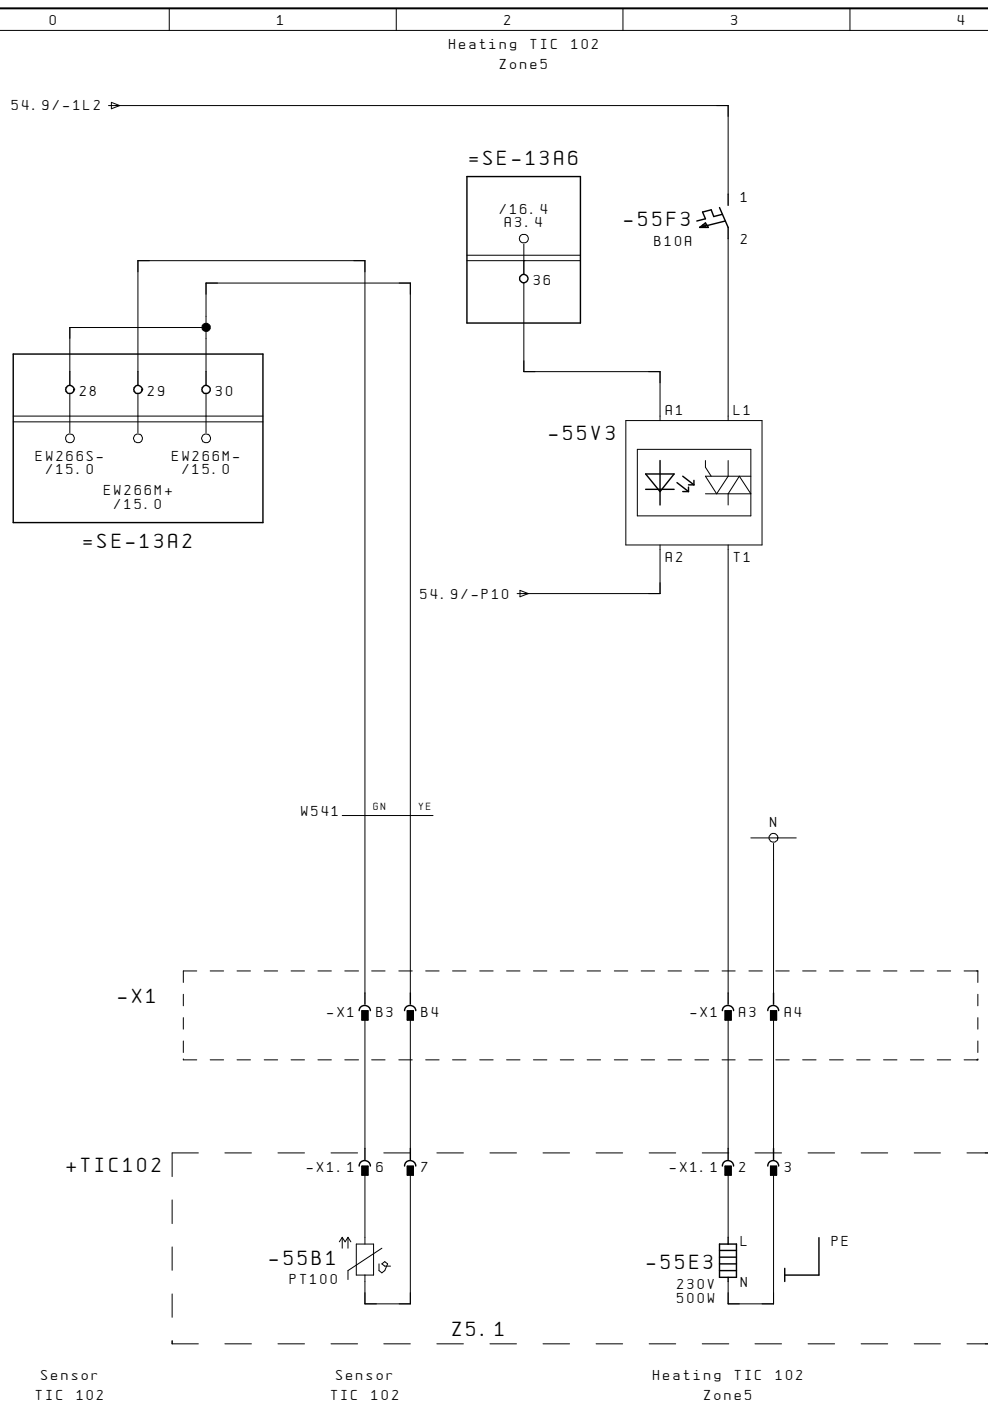 0 1 2 3 4
Heating TIC 102
Zone5
54.9/-1L2
=SE-13A6
/16.4
A3.4
36
1
-55F3
B10A
2
28 29 30
EW266S-
/15.0
EW266M-
/15.0
EW266M+
/15.0
=SE-13A2
A1 L1
-55V3
A2 T1
54.9/-P10
W541 GN YE
N
-X1
-X1 B3 B4 -X1 A3 A4
+TIC102
-X1.1 6 7 -X1.1 2 3
-55B1
PT100
L
PE
-55E3
230V
500W
N
Z5.1
Sensor
TIC 102
Sensor
TIC 102
Heating TIC 102
Zone5